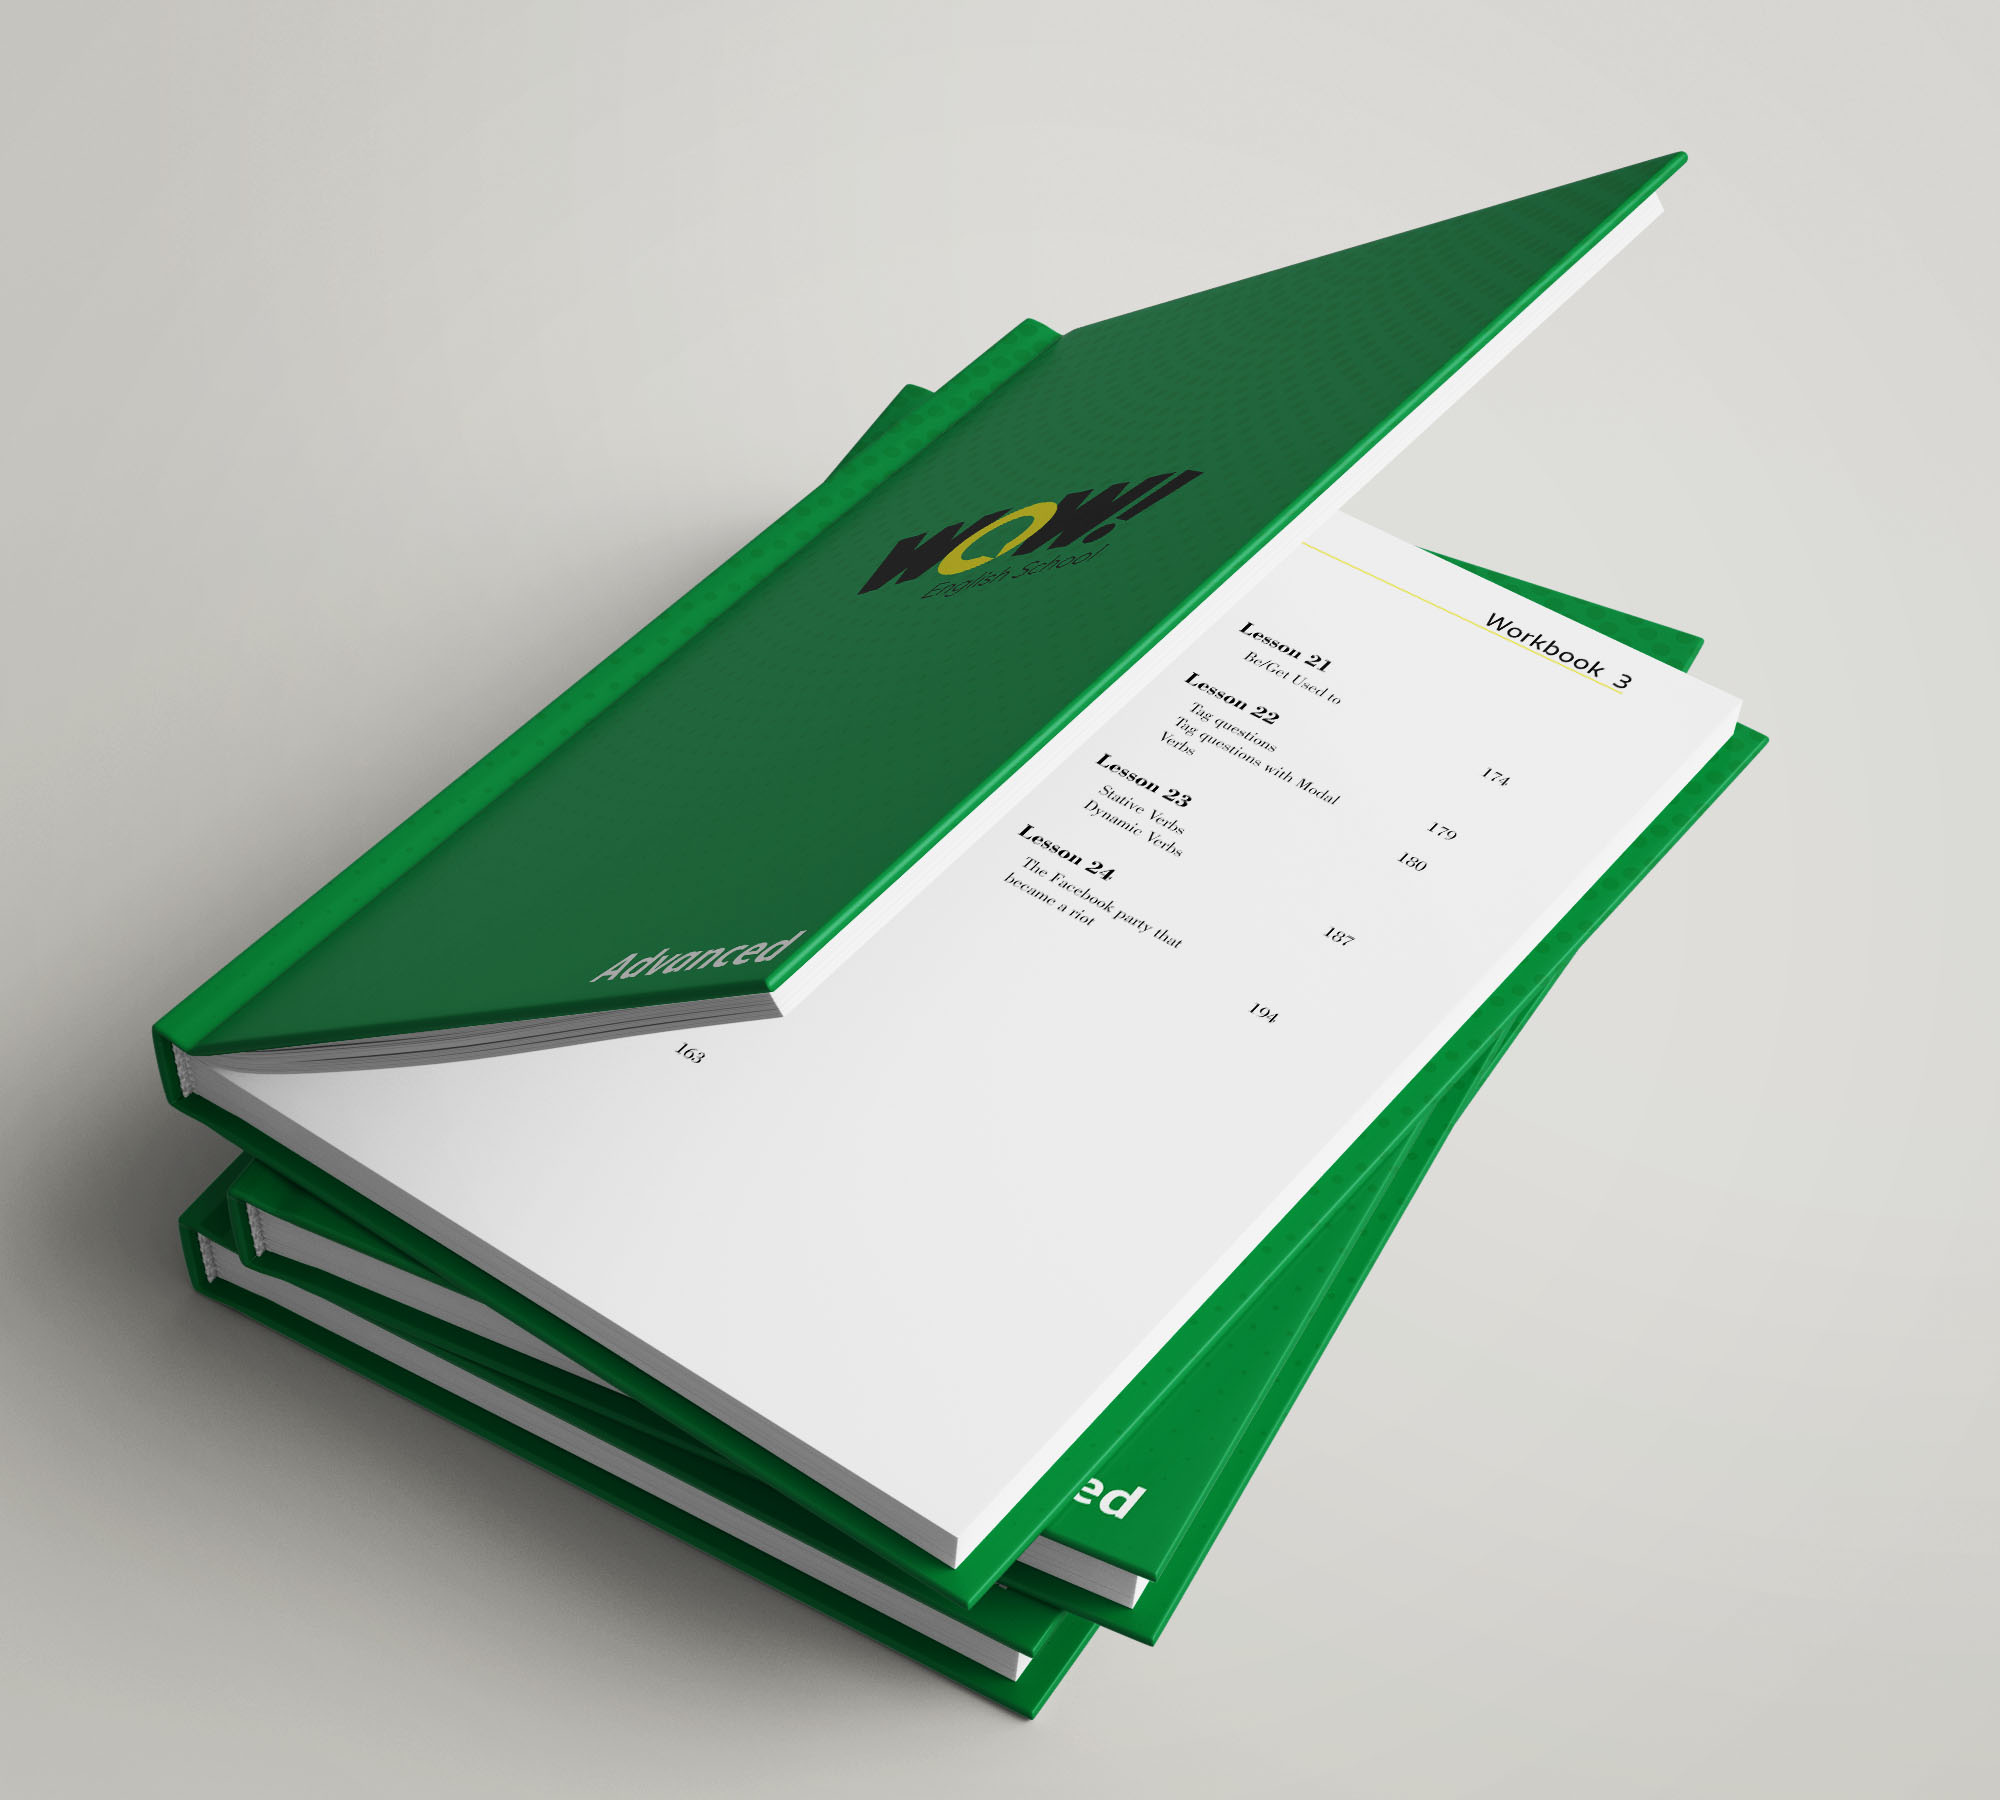 WOW!
English School
Advanced
Workbook 3
Lesson 21
Be/Get Used to
174
Lesson 22
Tag questions
179
Tag questions with Modal
Verbs
180
Lesson 23
Stative Verbs
187
Dynamic Verbs
Lesson 24
The Facebook party that
became a riot
194
163
ed